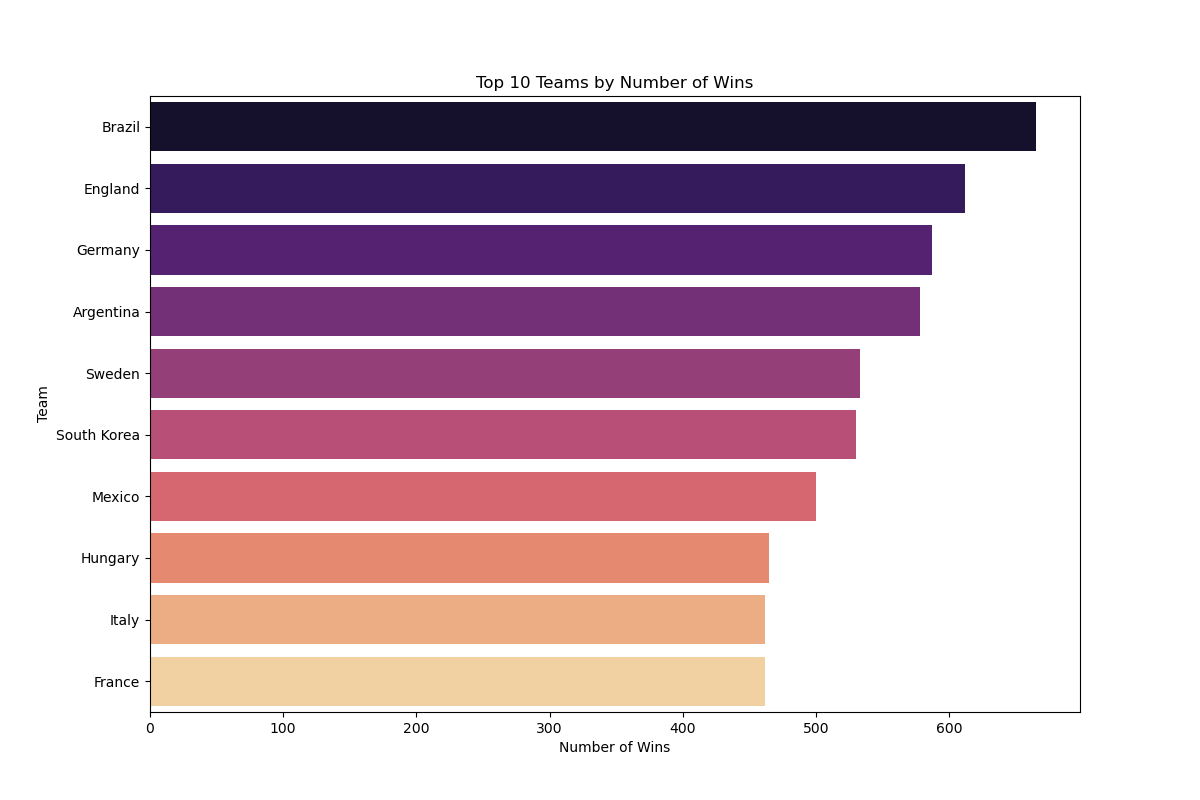 Top 10 Teams by Number of Wins
Team
Brazil
England
Germany
Argentina
Sweden
South Korea
Mexico
Hungary
Italy
France
0 100 200 300 400 500 600
Number of Wins